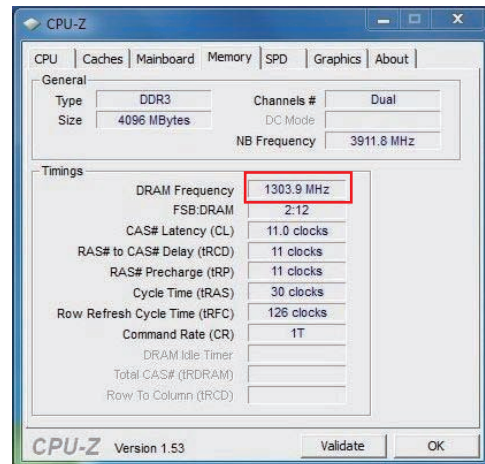 CPU-Z
CPU Caches Mainboard Memory SPD Graphics About
General
Type DDR3 Channels # Dual
Size 4096 MBytes DC Mode
NB Frequency 3911.8 MHz
Timings
DRAM Frequency 1303.9 MHz
FSB:DRAM 2:12
CAS# Latency (CL) 11.0 clocks
RAS# to CAS# Delay (tRCD) 11 clocks
RAS# Precharge (tRP) 11 clocks
Cycle Time (tRAS) 30 clocks
Row Refresh Cycle Time (tRFC) 126 clocks
Command Rate (CR) 1T
DRAM Idle Timer
Total CAS# (tRDRAM)
Row To Column (tRCD)
CPU-Z Version 1.53 Validate OK